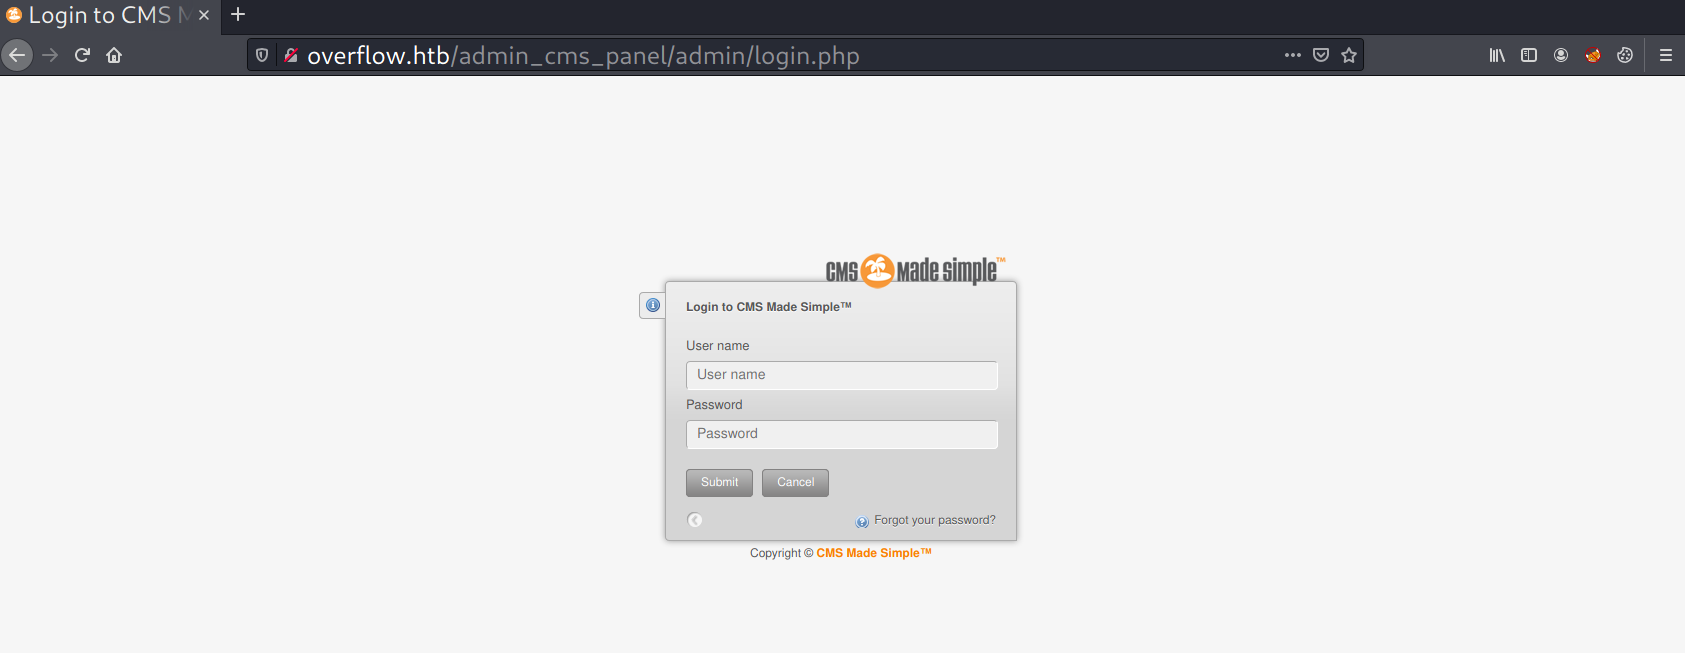 Login to CMS M
overflow.htb/admin_cms_panel/admin/login.php
CMS made simple™
Login to CMS Made Simple™
User name
User name
Password
Password
Submit Cancel
Forgot your password?
Copyright © CMS Made Simple™